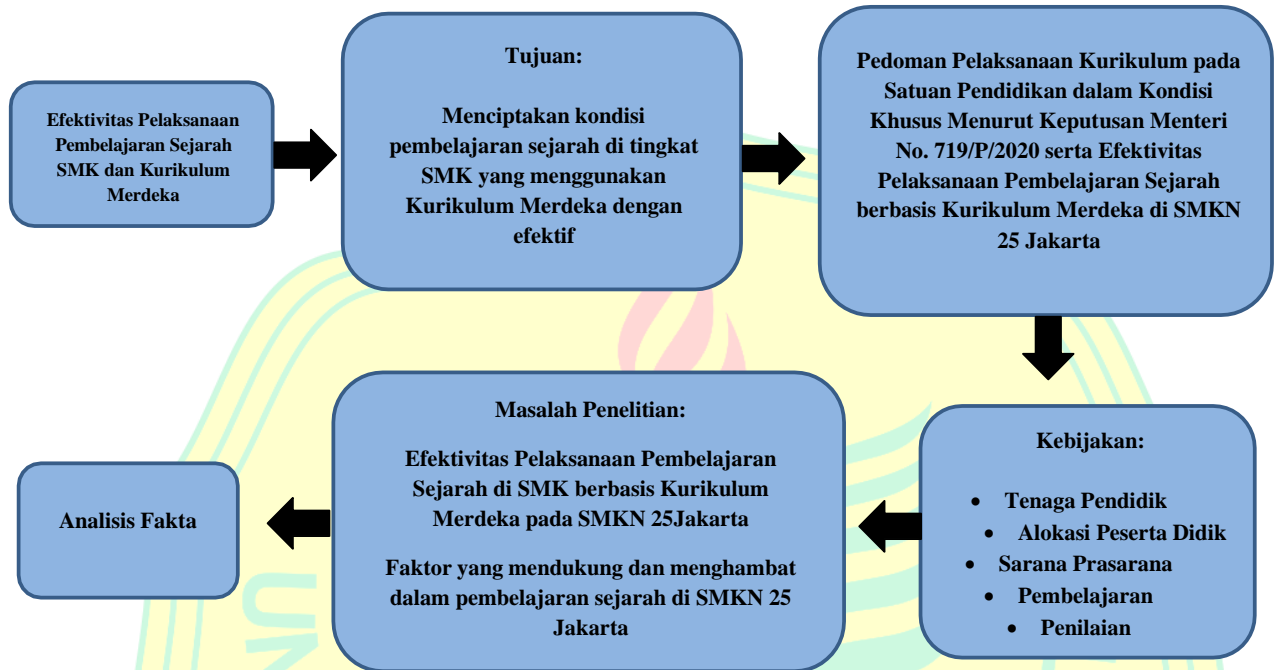 Efektivitas Pelaksanaan
Pembelajaran Sejarah
SMK dan Kurikulum
Merdeka
Tujuan:
Menciptakan kondisi
pembelajaran sejarah di tingkat
SMK yang menggunakan
Kurikulum Merdeka dengan
efektif
Pedoman Pelaksanaan Kurikulum pada
Satuan Pendidikan dalam Kondisi
Khusus Menurut Keputusan Menteri
No. 719/P/2020 serta Efektivitas
Pelaksanaan Pembelajaran Sejarah
berbasis Kurikulum Merdeka di SMKN
25 Jakarta
Kebijakan:
• Tenaga Pendidik
• Alokasi Peserta Didik
• Sarana Prasarana
• Pembelajaran
• Penilaian
Masalah Penelitian:
Efektivitas Pelaksanaan Pembelajaran
Sejarah di SMK berbasis Kurikulum
Merdeka pada SMKN 25Jakarta
Faktor yang mendukung dan menghambat
dalam pembelajaran sejarah di SMKN 25
Jakarta
Analisis Fakta